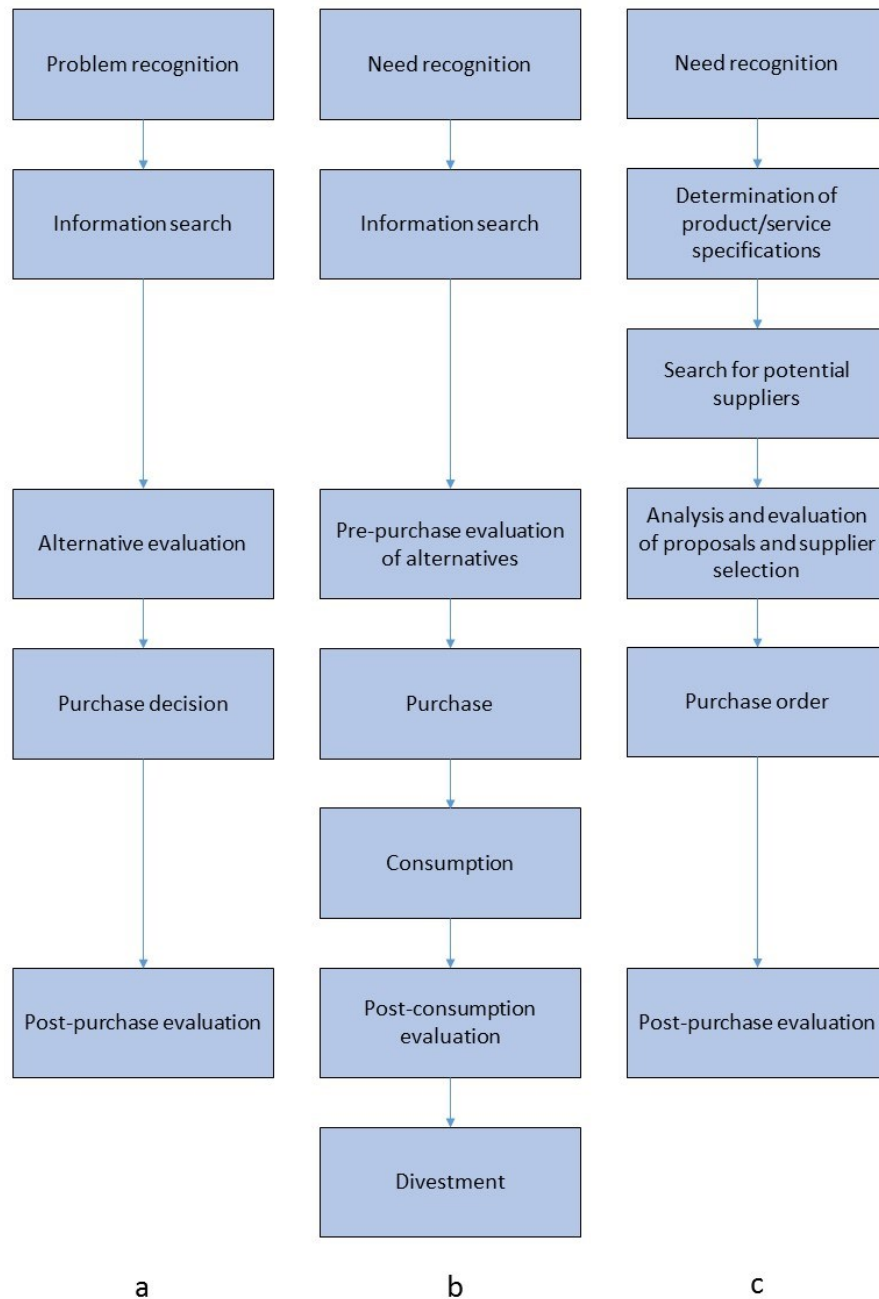 Problem recognition
Information search
Alternative evaluation
Purchase decision
Post-purchase evaluation
a
Need recognition
Information search
Pre-purchase evaluation
of alternatives
Purchase
Consumption
Post-consumption
evaluation
Divestment
b
Need recognition
Determination of
product/service
specifications
Search for potential
suppliers
Analysis and evaluation
of proposals and supplier
selection
Purchase order
Post-purchase evaluation
c